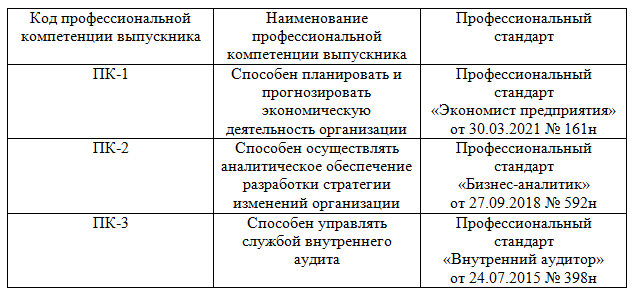 Код профессиональной
компетенции выпускника
Наименование
профессиональной
компетенции выпускника
Профессиональный
стандарт
ПК-1
Способен планировать и
прогнозировать
экономическую
деятельность организации
Профессиональный
стандарт
«Экономист предприятия»
от 30.03.2021 № 161н
ПК-2
Способен осуществлять
аналитическое обеспечение
разработки стратегии
изменений организации
Профессиональный
стандарт
«Бизнес-аналитик»
от 27.09.2018 № 592н
ПК-3
Способен управлять
службой внутреннего
аудита
Профессиональный
стандарт
«Внутренний аудитор»
от 24.07.2015 № 398н